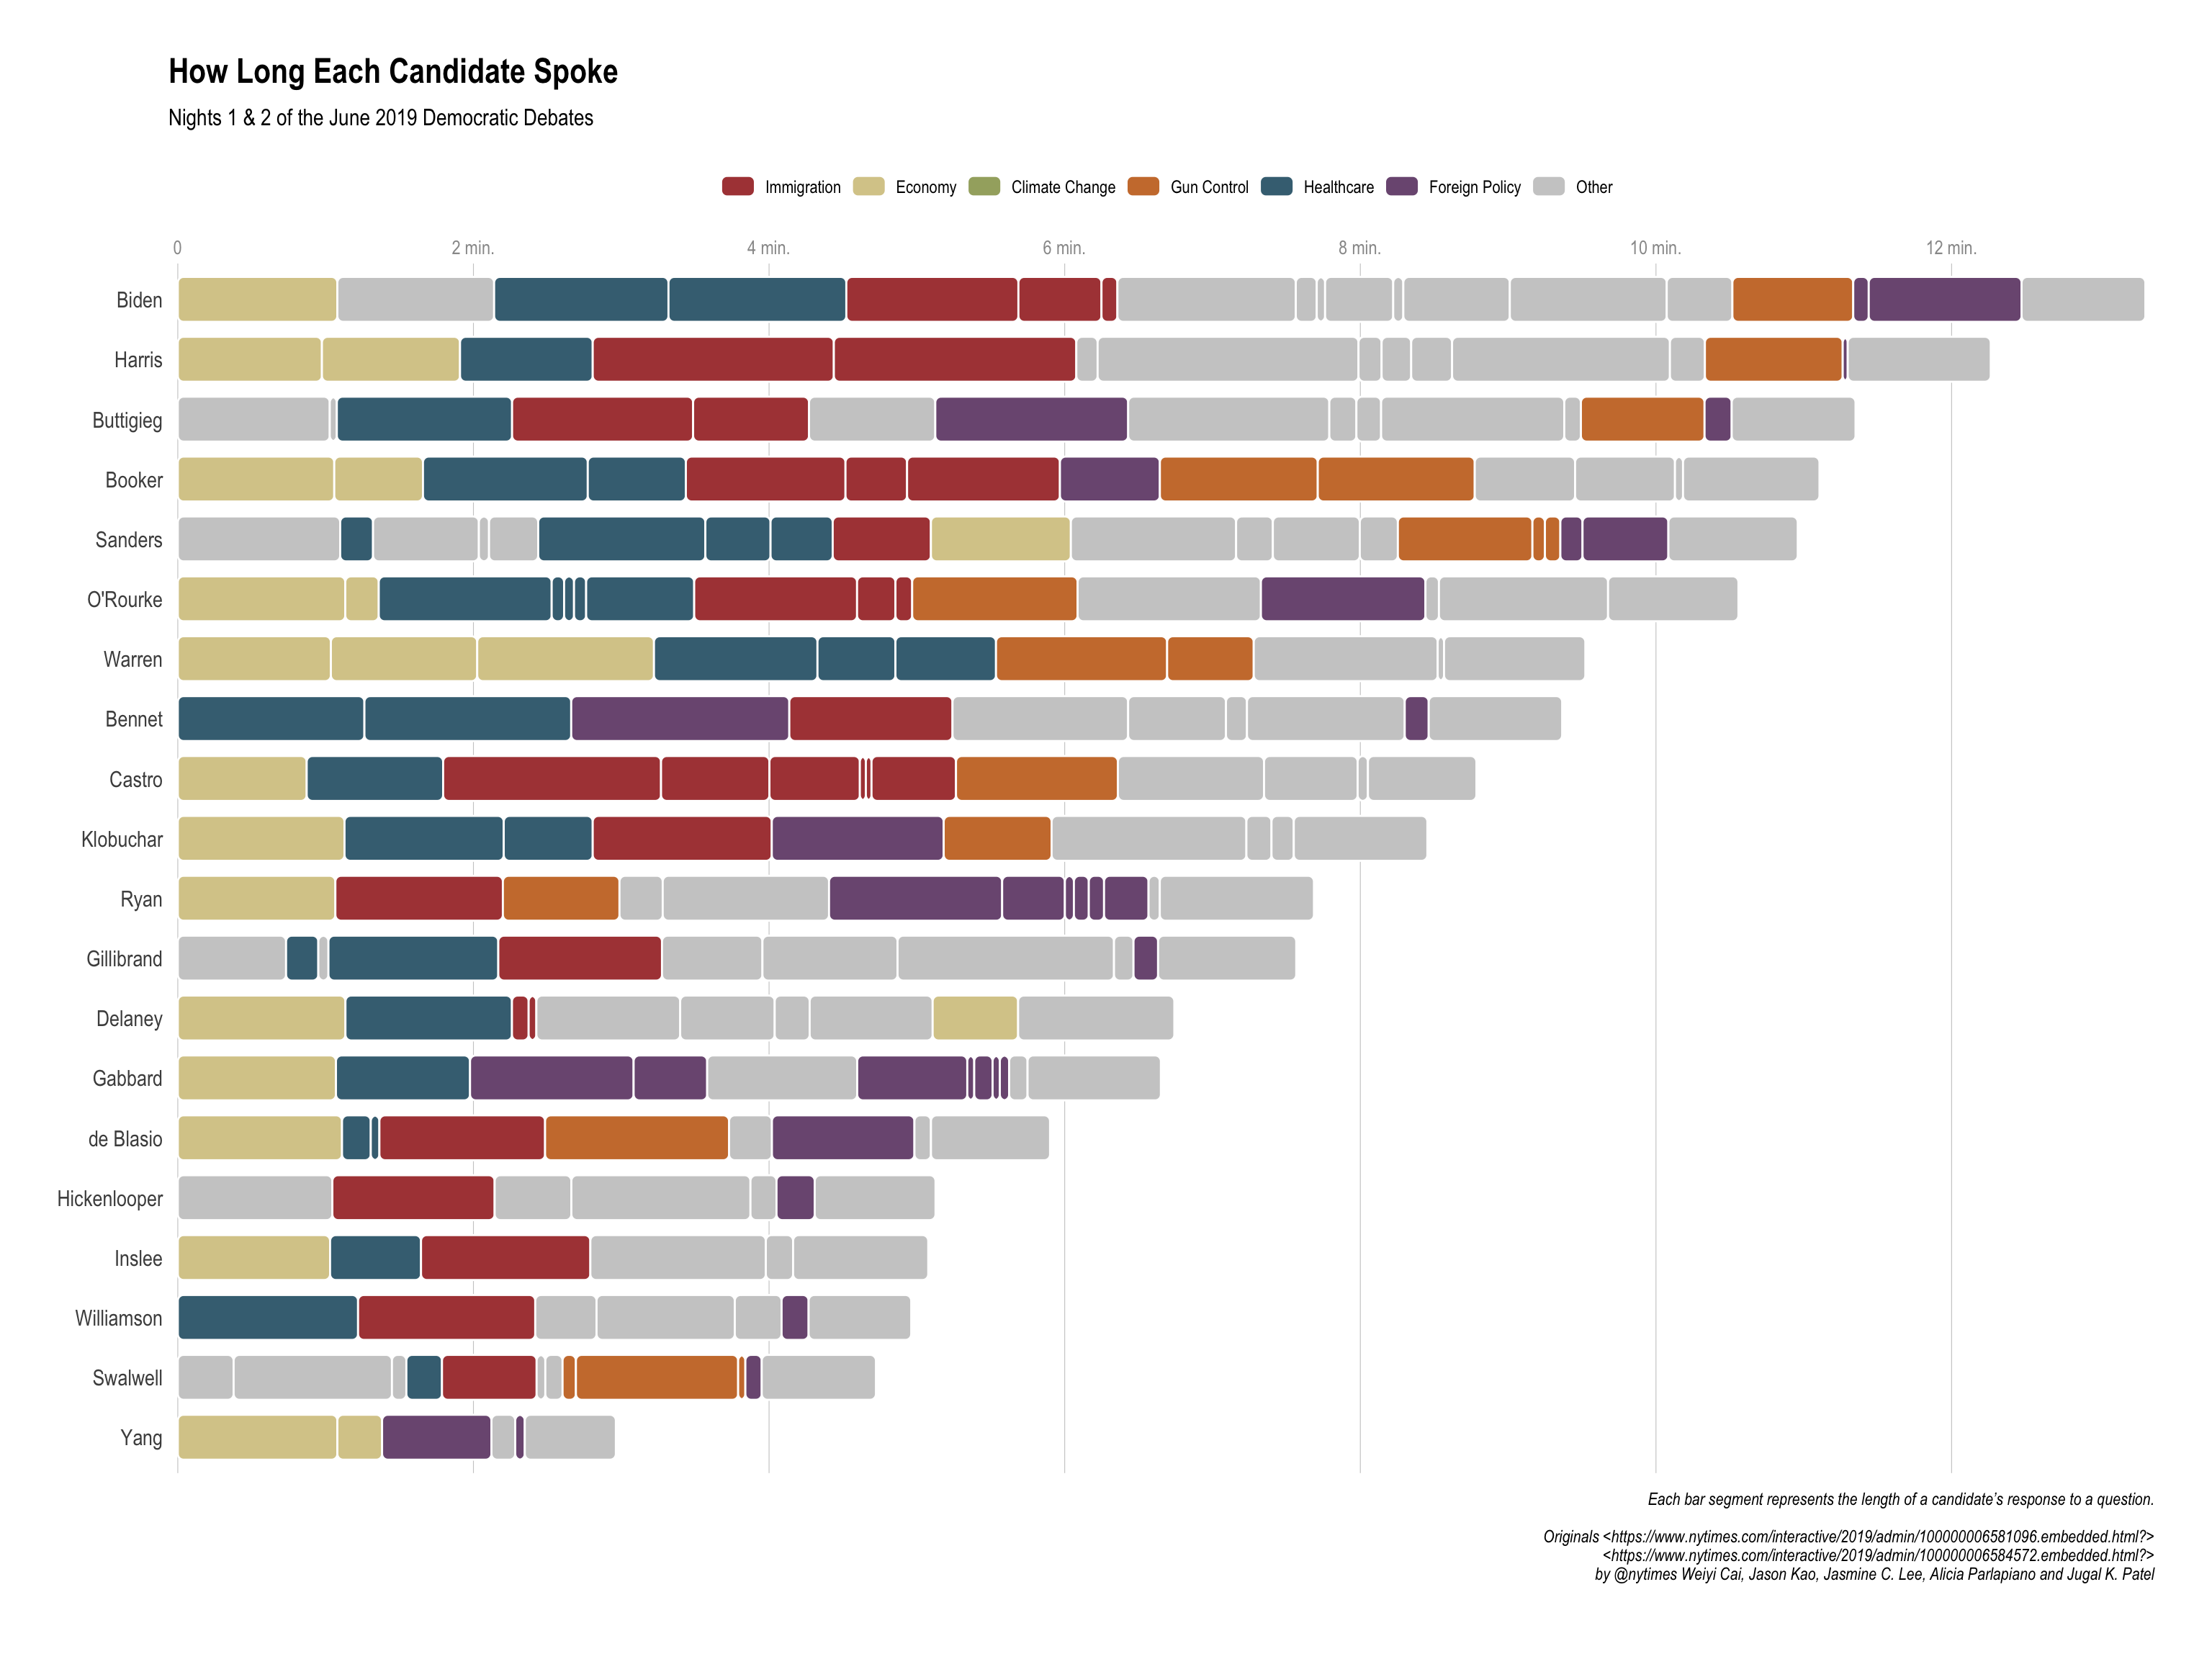 How Long Each Candidate Spoke
Nights 1 & 2 of the June 2019 Democratic Debates
Immigration Economy Climate Change Gun Control Healthcare Foreign Policy Other
0 2 min. 4 min. 6 min. 8 min. 10 min. 12 min.
Biden
Harris
Buttigieg
Booker
Sanders
O'Rourke
Warren
Bennet
Castro
Klobuchar
Ryan
Gillibrand
Delaney
Gabbard
de Blasio
Hickenlooper
Inslee
Williamson
Swalwell
Yang
Each bar segment represents the length of a candidate’s response to a question.
Originals <https://www.nytimes.com/interactive/2019/admin/100000006581096.embedded.html?>
<https://www.nytimes.com/interactive/2019/admin/100000006584572.embedded.html?>
by @nytimes Weiyi Cai, Jason Kao, Jasmine C. Lee, Alicia Parlapiano and Jugal K. Patel